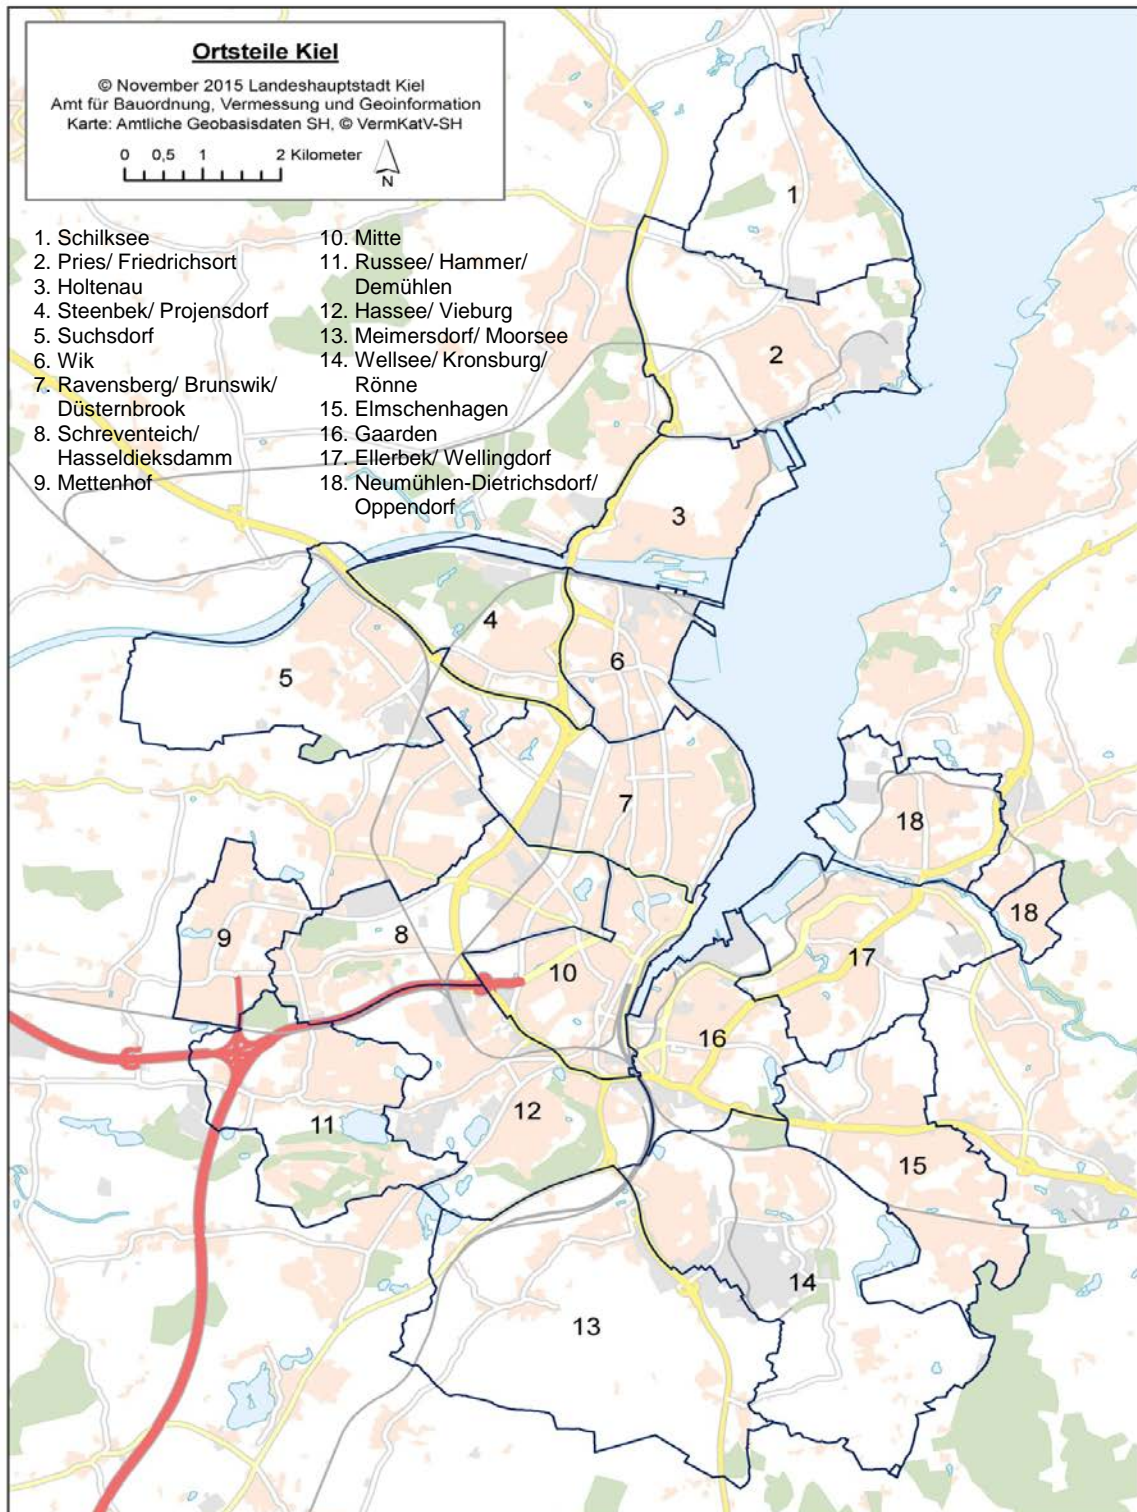 Ortsteile Kiel
© November 2015 Landeshauptstadt Kiel
Amt für Bauordnung, Vermessung und Geoinformation
Karte: Amtliche Geobasisdaten SH, © VermKatV-SH
0 0,5 1 2 Kilometer
N
1. Schilksee
2. Pries/ Friedrichsort
3. Holtenau
4. Steenbek/ Projensdorf
5. Suchsdorf
6. Wik
7. Ravensberg/ Brunswik/
Düsternbrook
8. Schreventeich/
Hasseldieksdamm
9. Mettenhof
10. Mitte
11. Russee/ Hammer/
Demühlen
12. Hassee/ Vieburg
13. Meimersdorf/ Moorsee
14. Wellsee/ Kronsburg/
Rönne
15. Elmschenhagen
16. Gaarden
17. Ellerbek/ Wellingdorf
18. Neumühlen-Dietrichsdorf/
Oppendorf
1
2
3
4
6
5
7
18
18
9
8
17
10
16
12
11
15
14
13